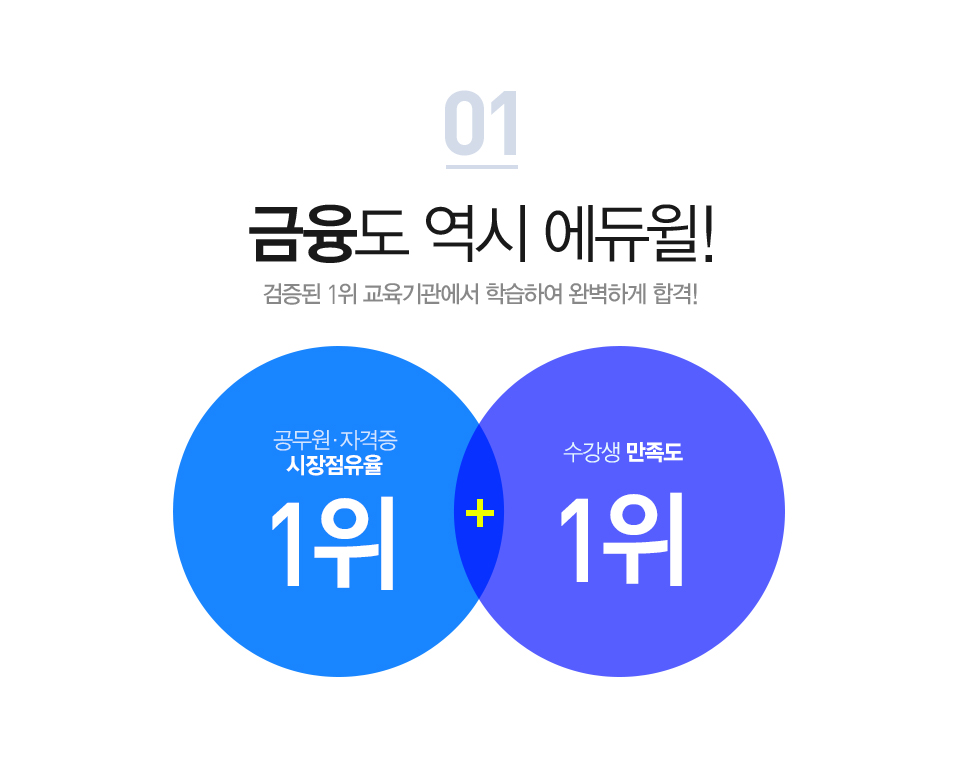 01
금융도 역시 에듀윌!
검증된 1위 교육기관에서 학습하여 완벽하게 합격!
공무원·자격증
시장점유율
1위
+
수강생 만족도
1위